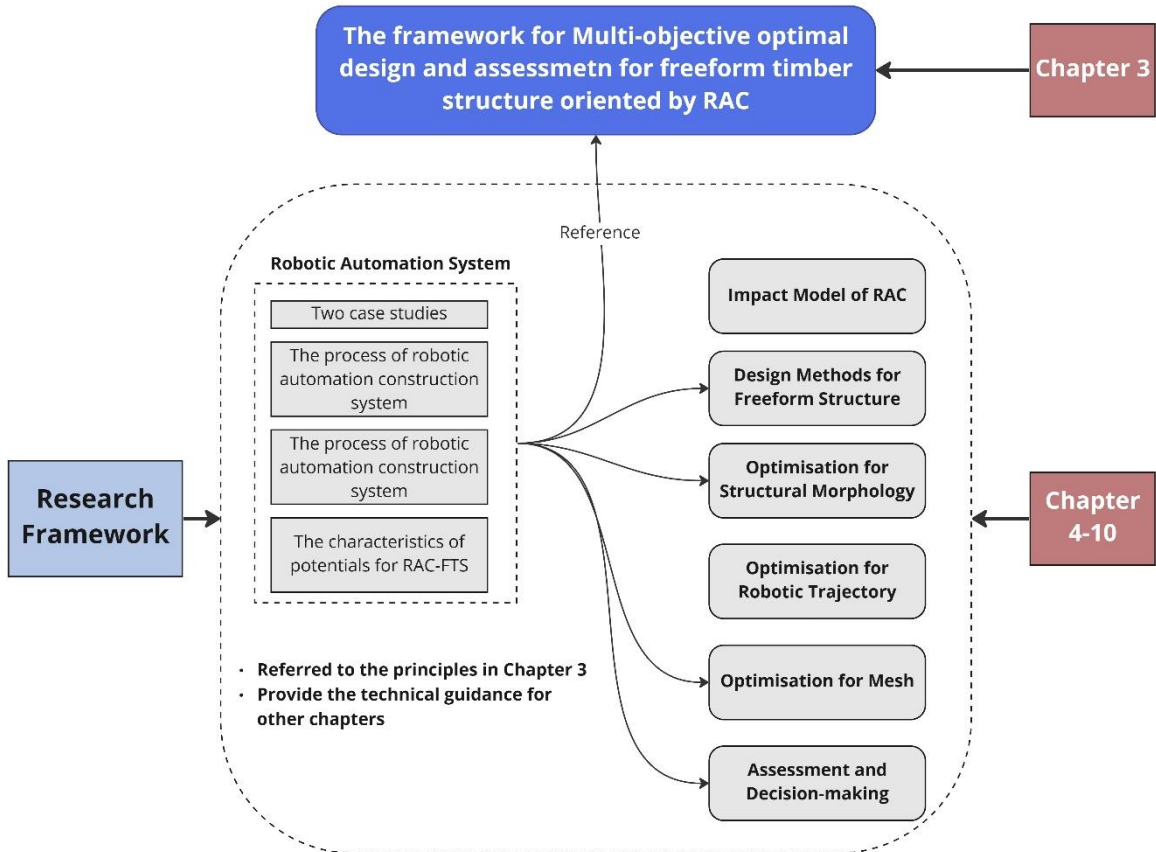 The framework for Multi-objective optimal
design and assessmetn for freeform timber
structure oriented by RAC
Chapter 3
Reference
Robotic Automation System
Two case studies
The process of robotic
automation construction
system
The process of robotic
automation construction
system
The characteristics of
potentials for RAC-FTS
Impact Model of RAC
Design Methods for
Freeform Structure
Optimisation for
Structural Morphology
Optimisation for
Robotic Trajectory
Optimisation for Mesh
Assessment and
Decision-making
Research
Framework
Chapter
4-10
· Referred to the principles in Chapter 3
· Provide the technical guidance for
other chapters